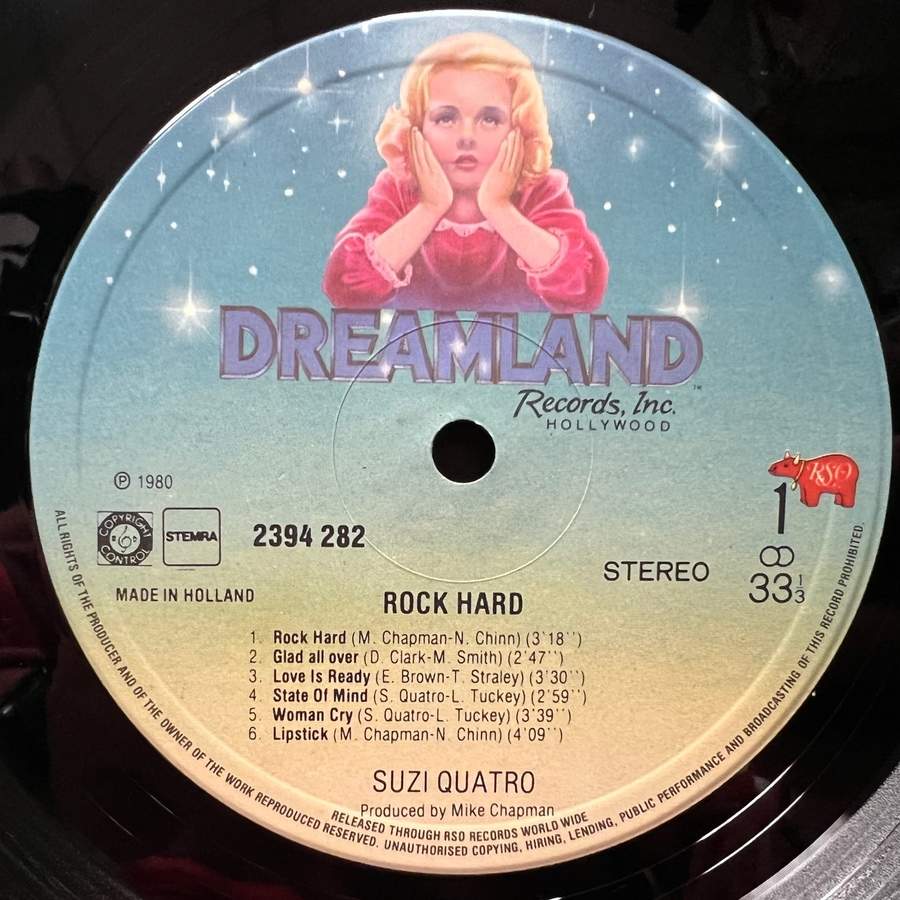 DREAMLAND
™
Records, Inc.
HOLLYWOOD
RSO
℗ 1980
1
COPYRIGHT CONTROL
STEMRA
2394 282
STEREO
33 1/3
MADE IN HOLLAND
ROCK HARD
1. Rock Hard (M. Chapman-N. Chinn) (3'18'')
2. Glad all over (D. Clark-M. Smith) (2'47'')
3. Love Is Ready (E. Brown-T. Straley) (3'30'')
4. State Of Mind (S. Quatro-L. Tuckey) (2'59'')
5. Woman Cry (S. Quatro-L. Tuckey) (3'39'')
6. Lipstick (M. Chapman-N. Chinn) (4'09'')
SUZI QUATRO
Produced by Mike Chapman
RELEASED THROUGH RSO RECORDS WORLD WIDE
ALL RIGHTS OF THE PRODUCER AND OF THE OWNER OF THE WORK REPRODUCED RESERVED. UNAUTHORISED COPYING, HIRING, LENDING, PUBLIC PERFORMANCE AND BROADCASTING OF THIS RECORD PROHIBITED.